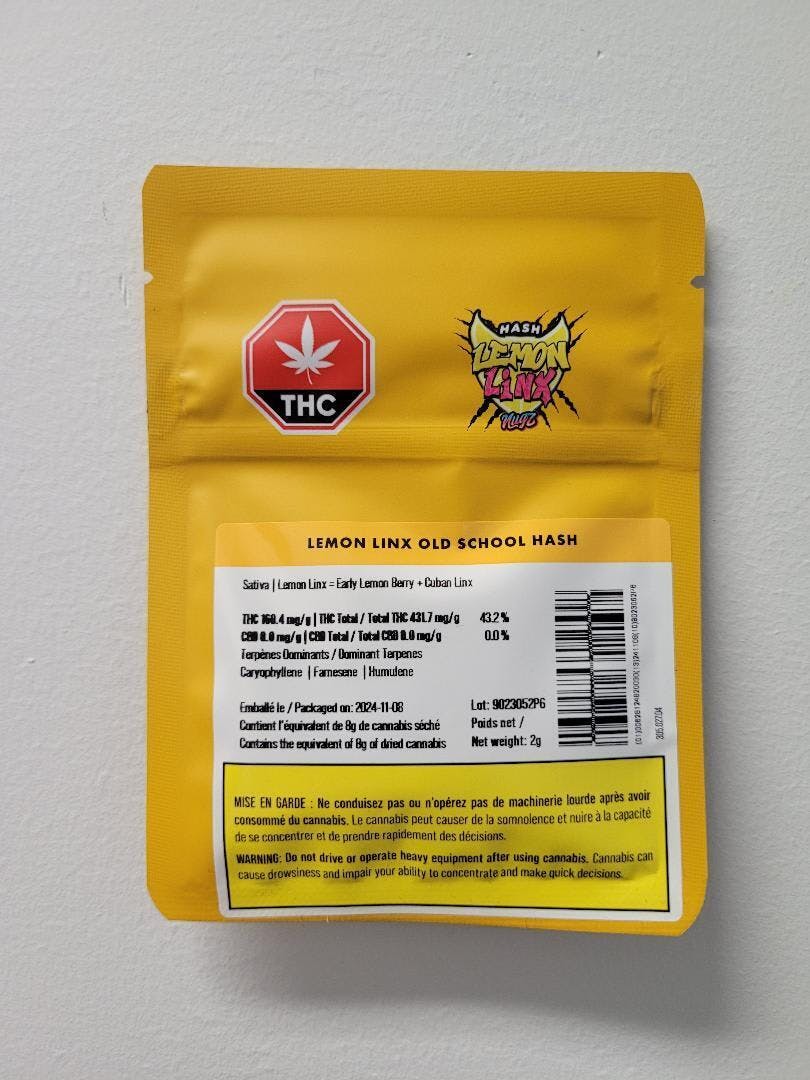 THC
HASH
LEMON
LINX
Nugz
LEMON LINX OLD SCHOOL HASH
Sativa | Lemon Linx = Early Lemon Berry + Cuban Linx
THC 160.4 mg/g | THC Total / Total THC 431.7 mg/g 43.2%
CBD 0.0 mg/g | CBD Total / Total CBD 0.0 mg/g 0.0%
Terpènes Dominants / Dominant Terpenes
Caryophyllene | Farnesene | Humulene
Emballé le / Packaged on: 2024-11-08 Lot: 9023052P6
Contient l'équivalent de 8g de cannabis séché Poids net /
Contains the equivalent of 8g of dried cannabis Net weight: 2g
305.027.04
MISE EN GARDE : Ne conduisez pas ou n'opérez pas de machinerie lourde après avoir
consommé du cannabis. Le cannabis peut causer de la somnolence et nuire à la capacité
de se concentrer et de prendre rapidement des décisions.
WARNING: Do not drive or operate heavy equipment after using cannabis. Cannabis can
cause drowsiness and impair your ability to concentrate and make quick decisions.